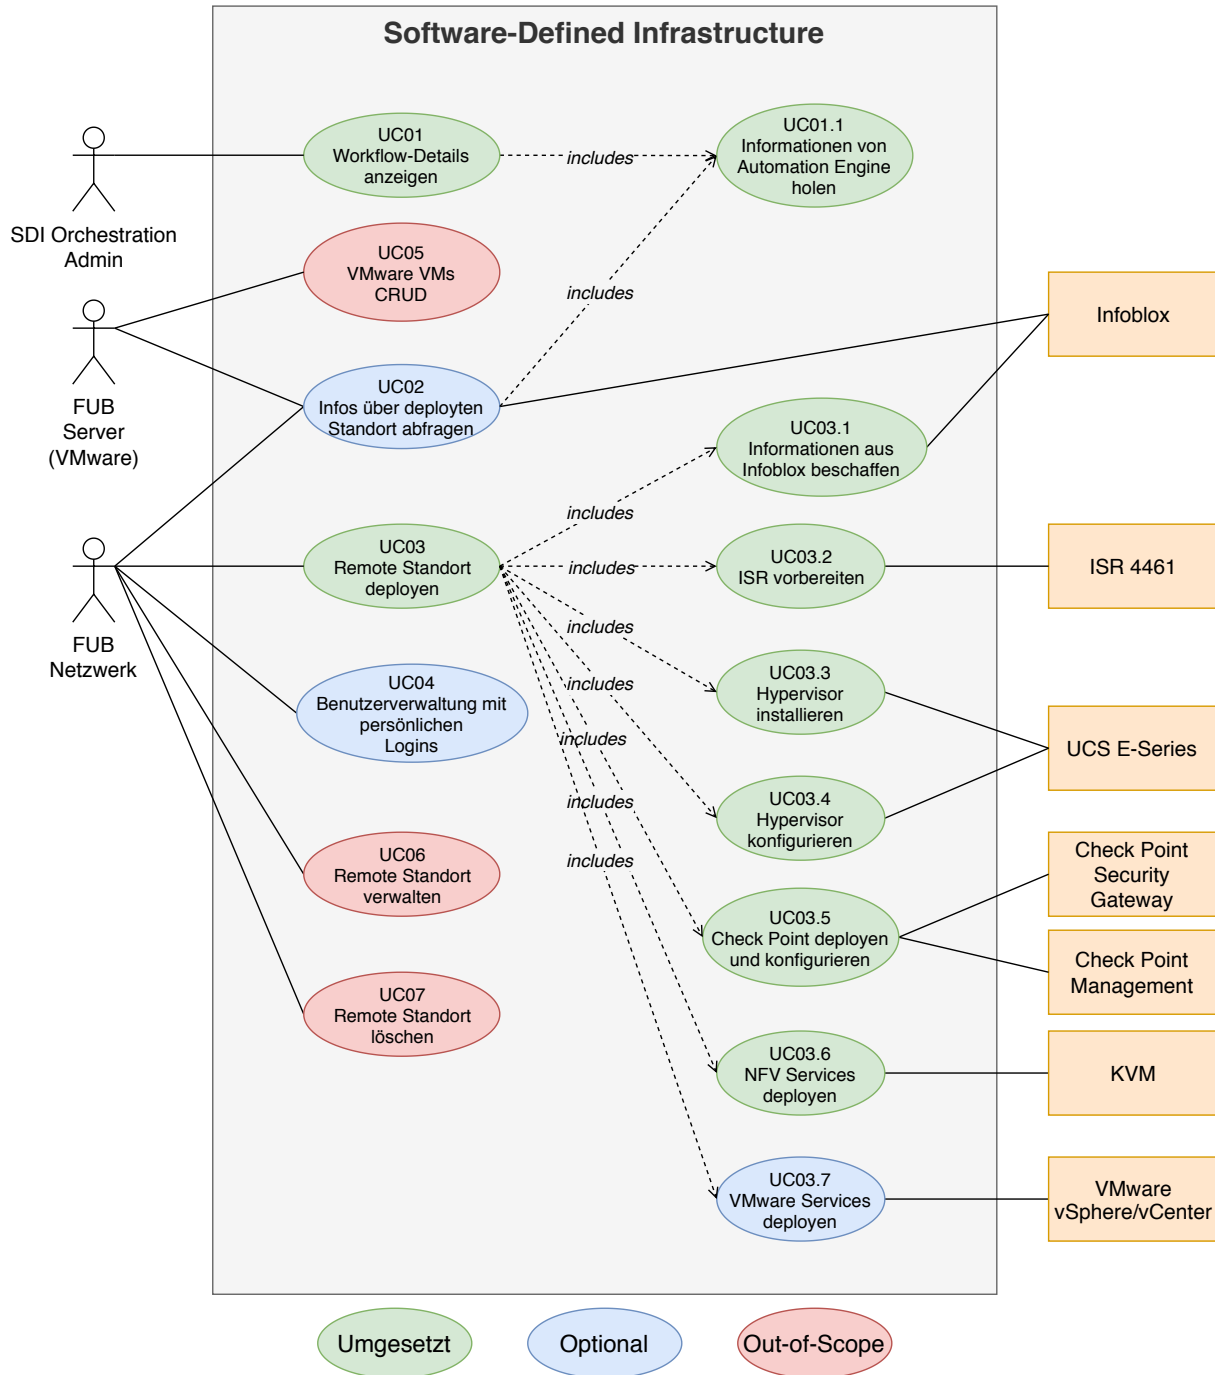 Software-Defined Infrastructure
UC01
Workflow-Details
anzeigen
includes
UC01.1
Informationen von
Automation Engine
holen
SDI Orchestration
Admin
UC05
VMware VMs
CRUD
includes
Infoblox
FUB
Server
(VMware)
UC02
Infos über deployten
Standort abfragen
UC03.1
Informationen aus
Infoblox beschaffen
includes
UC03
Remote Standort
deployen
includes
UC03.2
ISR vorbereiten
ISR 4461
FUB
Netzwerk
includes
UC03.3
Hypervisor
installieren
includes
UC04
Benutzerverwaltung mit
persönlichen
Logins
includes
UCS E-Series
includes
UC03.4
Hypervisor
konfigurieren
includes
UC06
Remote Standort
verwalten
Check Point
Security
Gateway
UC03.5
Check Point deployen
und konfigurieren
Check Point
Management
UC07
Remote Standort
löschen
UC03.6
NFV Services
deployen
KVM
UC03.7
VMware Services
deployen
VMware
vSphere/vCenter
Umgesetzt
Optional
Out-of-Scope